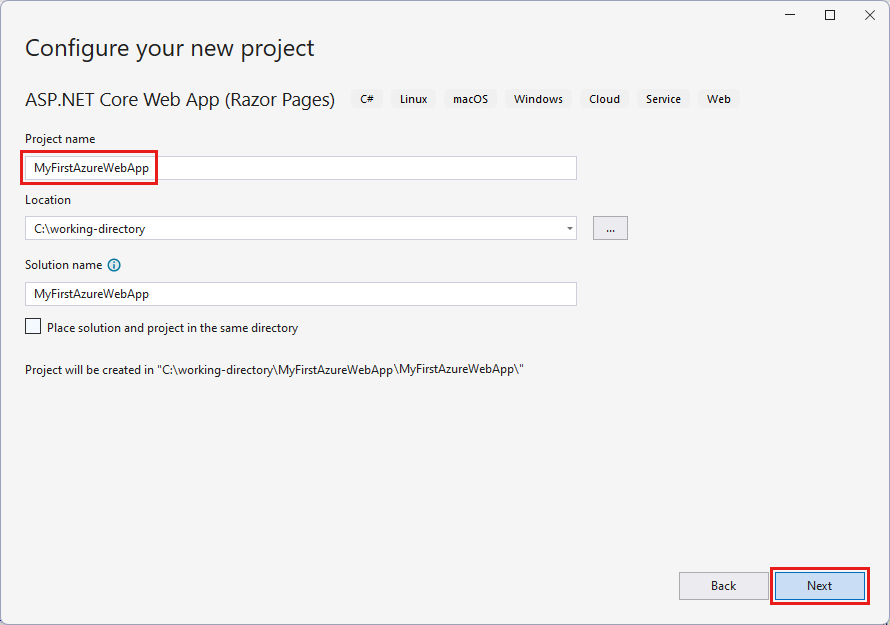 Configure your new project
ASP.NET Core Web App (Razor Pages) C# Linux macOS Windows Cloud Service Web
Project name
MyFirstAzureWebApp
Location
C:\working-directory
...
Solution name
MyFirstAzureWebApp
Place solution and project in the same directory
Project will be created in "C:\working-directory\MyFirstAzureWebApp\MyFirstAzureWebApp\"
Back Next